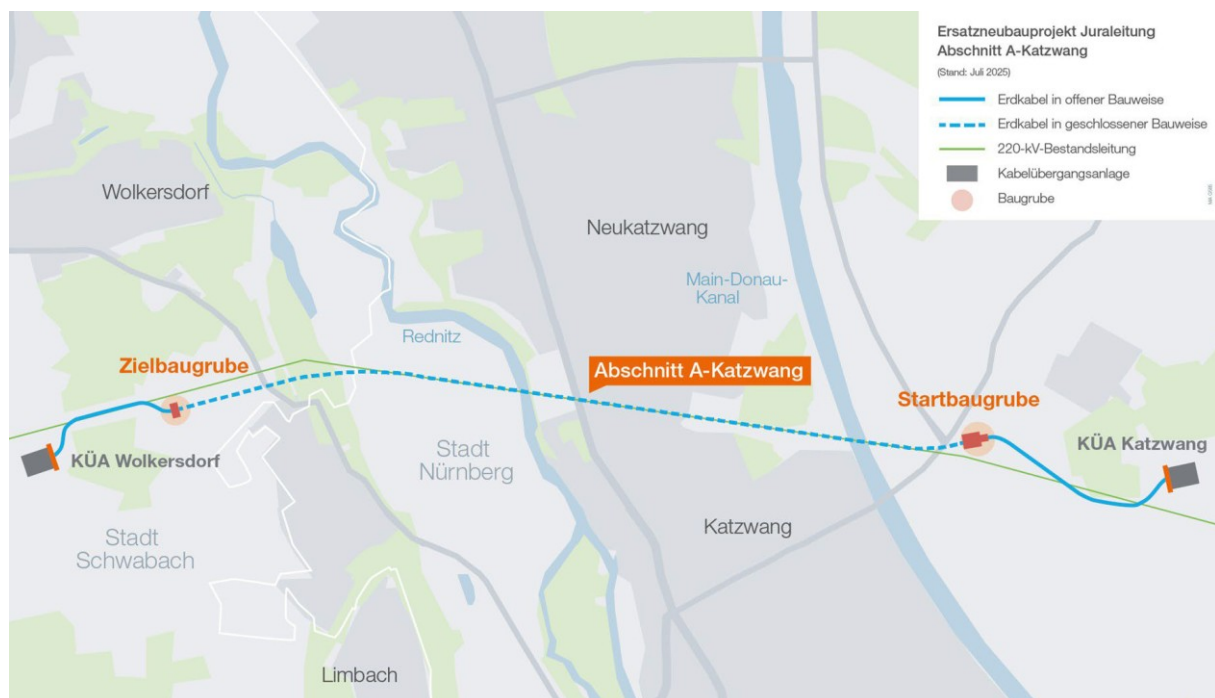 Ersatzneubauprojekt Juraleitung
Abschnitt A-Katzwang
(Stand: Juli 2025)
Erdkabel in offener Bauweise
Erdkabel in geschlossener Bauweise
220-kV-Bestandsleitung
Kabelübergangsanlage
Baugrube
Wolkersdorf
Neukatzwang
Main-Donau-
Kanal
Rednitz
Zielbaugrube
Abschnitt A-Katzwang
Startbaugrube
KÜA Wolkersdorf
Stadt
Nürnberg
KÜA Katzwang
Stadt
Schwabach
Katzwang
Limbach